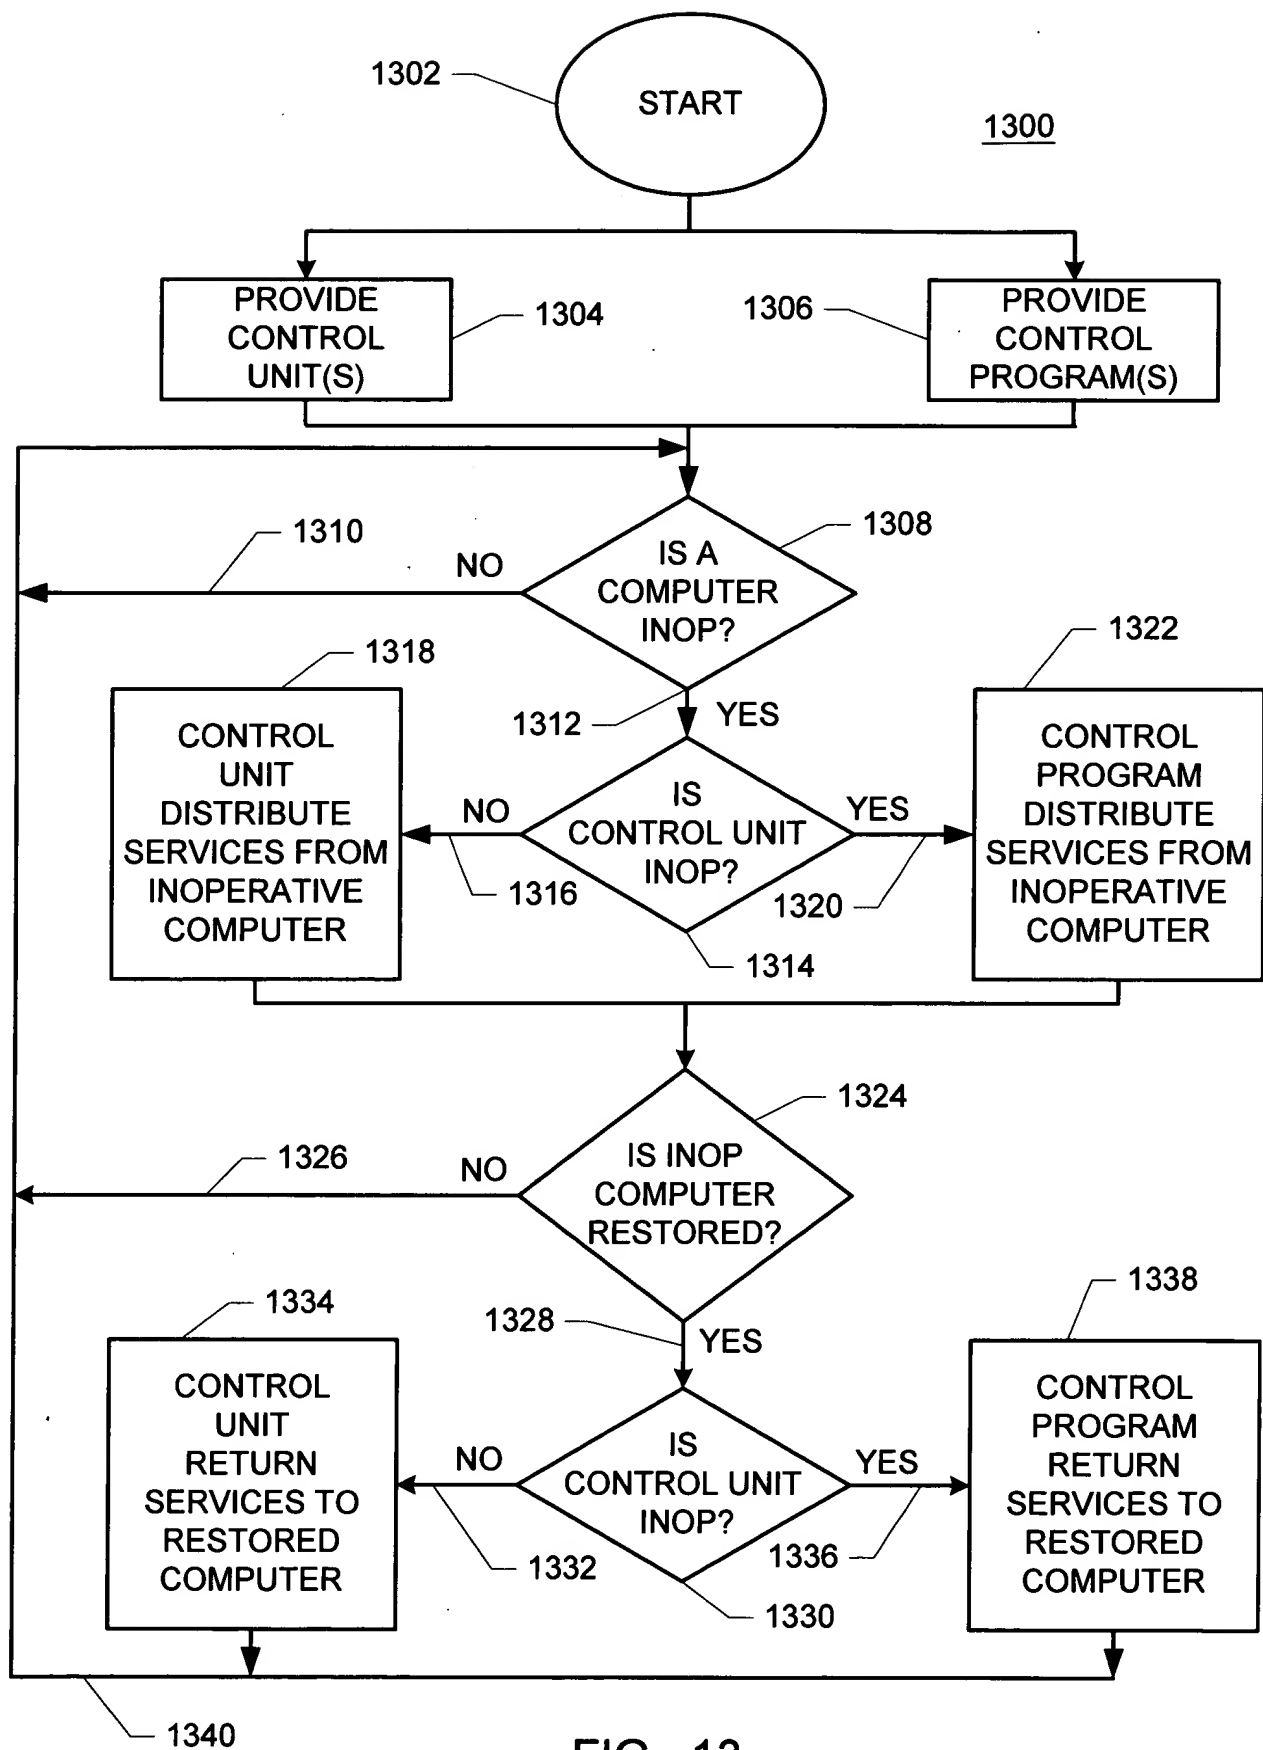 1302
START
1300
PROVIDE
CONTROL
UNIT(S)
1304
1306
PROVIDE
CONTROL
PROGRAM(S)
1310
NO
IS A
COMPUTER
INOP?
1308
1318
1312
YES
1322
CONTROL
UNIT
DISTRIBUTE
SERVICES FROM
INOPERATIVE
COMPUTER
NO
1316
IS
CONTROL UNIT
INOP?
YES
1320
1314
CONTROL
PROGRAM
DISTRIBUTE
SERVICES FROM
INOPERATIVE
COMPUTER
1324
1326
NO
IS INOP
COMPUTER
RESTORED?
1334
1328
YES
1338
CONTROL
UNIT
RETURN
SERVICES TO
RESTORED
COMPUTER
NO
1332
IS
CONTROL UNIT
INOP?
YES
1336
1330
CONTROL
PROGRAM
RETURN
SERVICES TO
RESTORED
COMPUTER
1340
FIG. 13